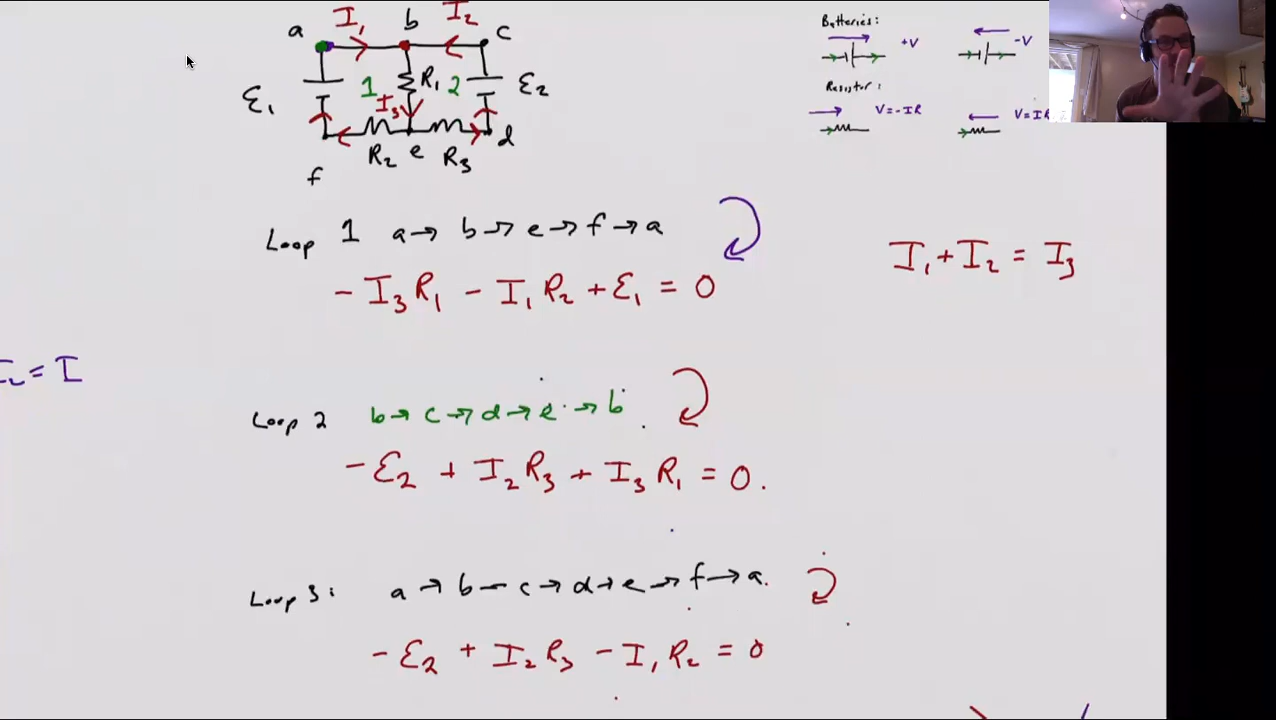 a I₁ b I₂ c
Batteries:
+V -V
ℰ₁ 1 R₁ 2 ℰ₂
I₃
Resistor:
V=-IR V=IR
R₂ e R₃ d
f
Loop 1 a→ b→ e→ f→a
I₁+I₂ = I₃
- I₃R₁ - I₁R₂ +ℰ₁ = 0
I₂ = I
Loop 2 b→ c→ d→ e→ b
-ℰ₂ + I₂R₃ + I₃R₁ = 0.
Loop 3: a→ b– c→ d→ e→ f→a.
-ℰ₂ + I₂R₃ - I₁R₂ = 0